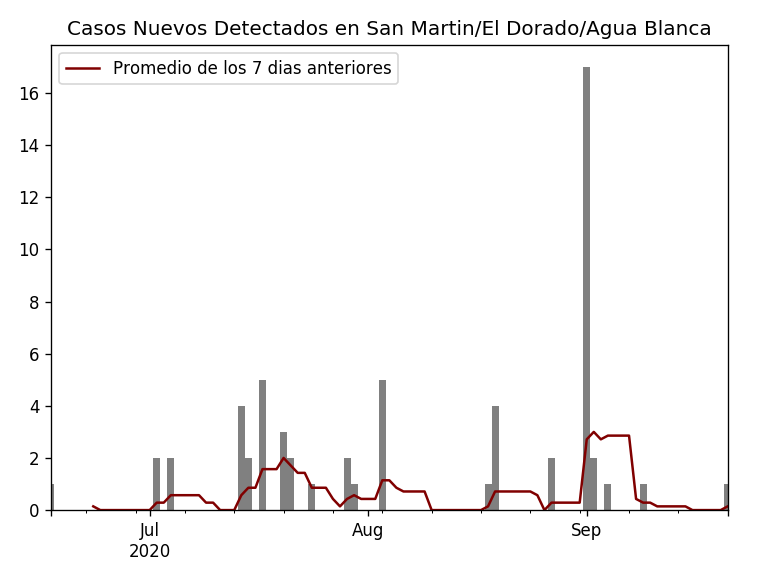 Casos Nuevos Detectados en San Martin/El Dorado/Agua Blanca
Promedio de los 7 dias anteriores
16
14
12
10
8
6
4
2
0
Jul
2020
Aug
Sep